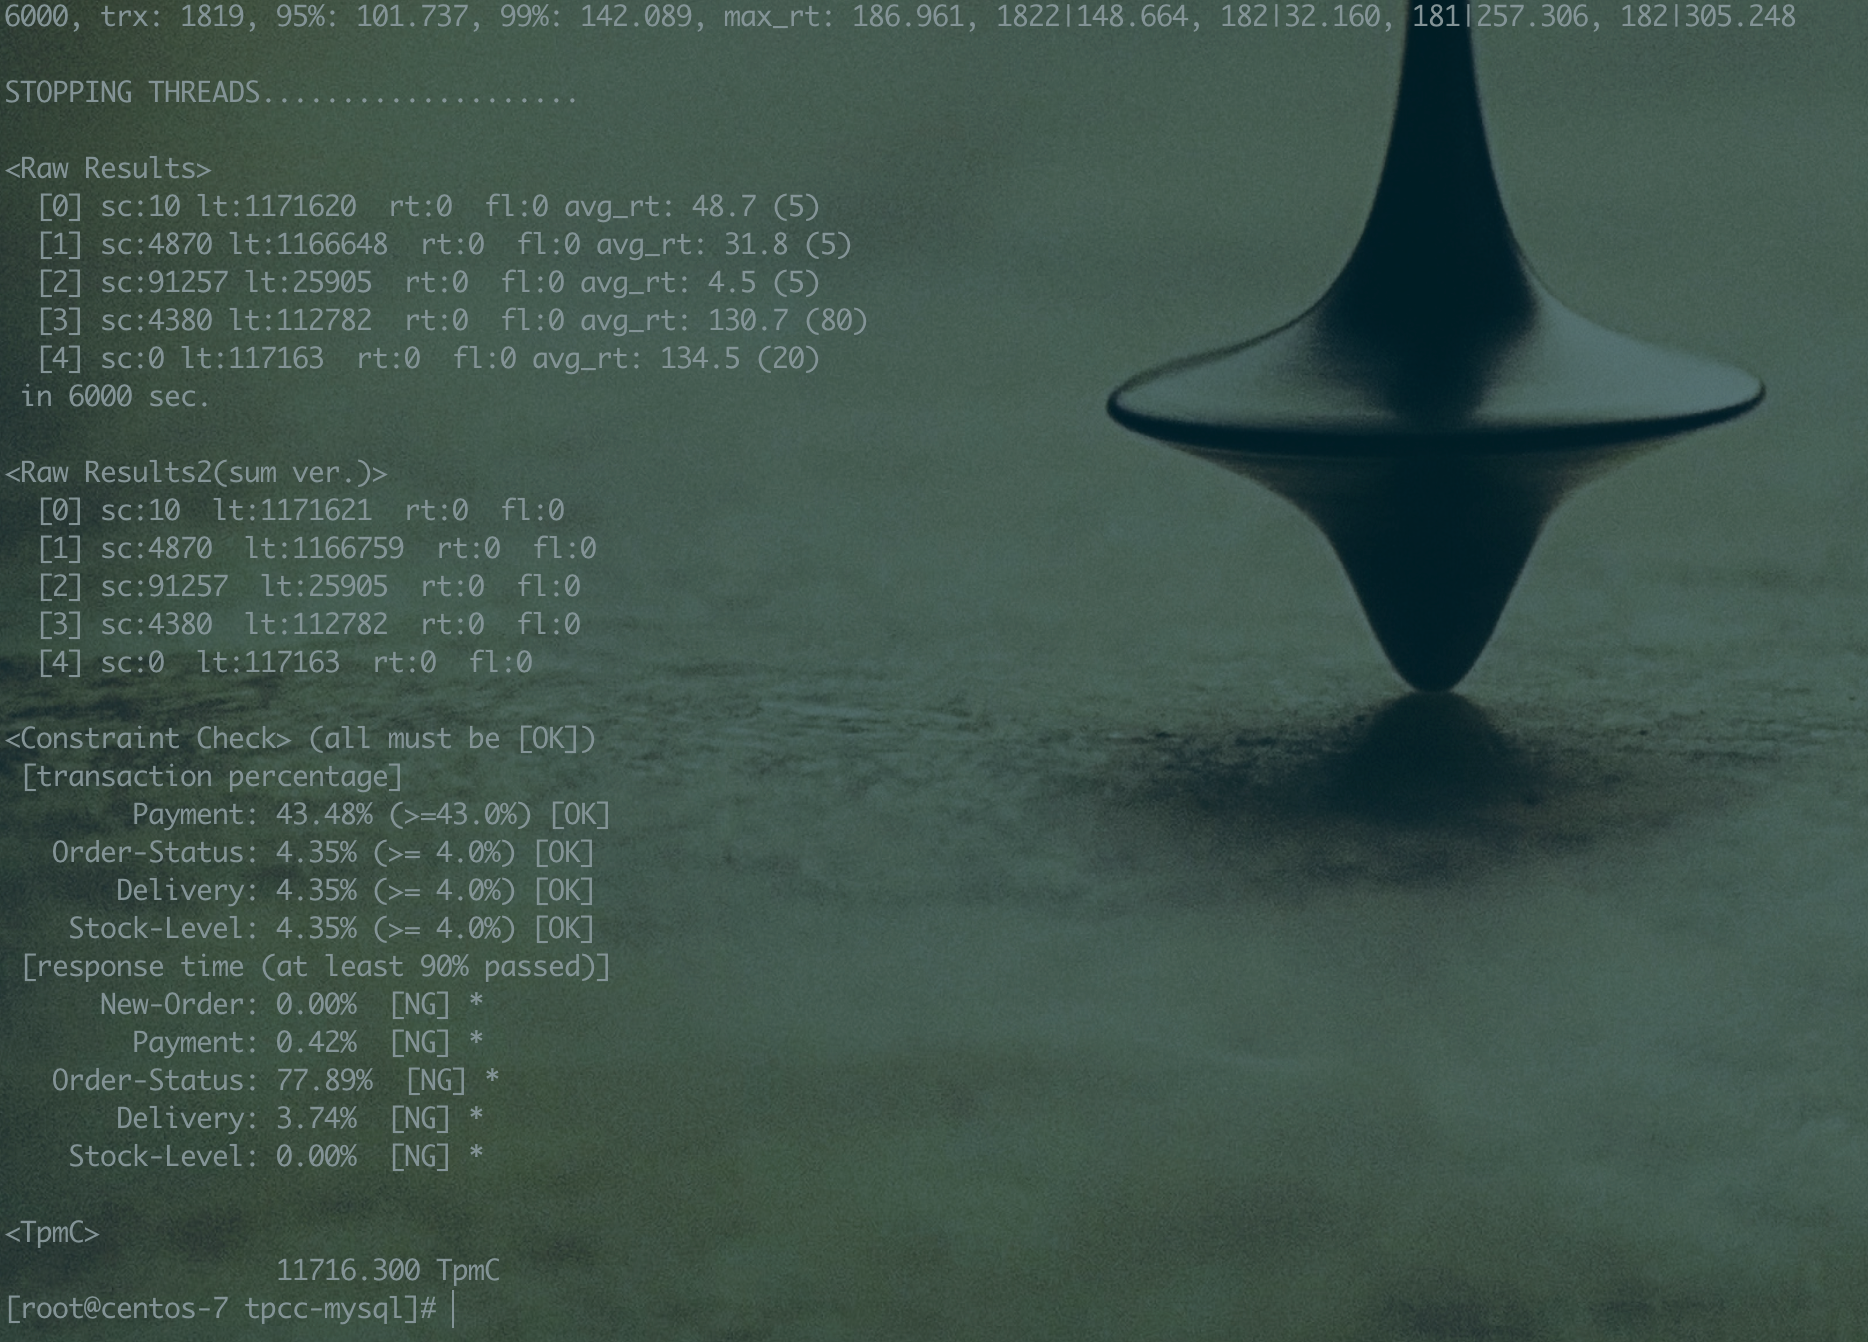 6000, trx: 1819, 95%: 101.737, 99%: 142.089, max_rt: 186.961, 1822|148.664, 182|32.160, 181|257.306, 182|305.248
STOPPING THREADS....................
<Raw Results>
[0] sc:10 lt:1171620 rt:0 fl:0 avg_rt: 48.7 (5)
[1] sc:4870 lt:1166648 rt:0 fl:0 avg_rt: 31.8 (5)
[2] sc:91257 lt:25905 rt:0 fl:0 avg_rt: 4.5 (5)
[3] sc:4380 lt:112782 rt:0 fl:0 avg_rt: 130.7 (80)
[4] sc:0 lt:117163 rt:0 fl:0 avg_rt: 134.5 (20)
in 6000 sec.
<Raw Results2(sum ver.)>
[0] sc:10 lt:1171621 rt:0 fl:0
[1] sc:4870 lt:1166759 rt:0 fl:0
[2] sc:91257 lt:25905 rt:0 fl:0
[3] sc:4380 lt:112782 rt:0 fl:0
[4] sc:0 lt:117163 rt:0 fl:0
<Constraint Check> (all must be [OK])
[transaction percentage]
Payment: 43.48% (>=43.0%) [OK]
Order-Status: 4.35% (>= 4.0%) [OK]
Delivery: 4.35% (>= 4.0%) [OK]
Stock-Level: 4.35% (>= 4.0%) [OK]
[response time (at least 90% passed)]
New-Order: 0.00% [NG] *
Payment: 0.42% [NG] *
Order-Status: 77.89% [NG] *
Delivery: 3.74% [NG] *
Stock-Level: 0.00% [NG] *
<TpmC>
11716.300 TpmC
[root@centos-7 tpcc-mysql]#